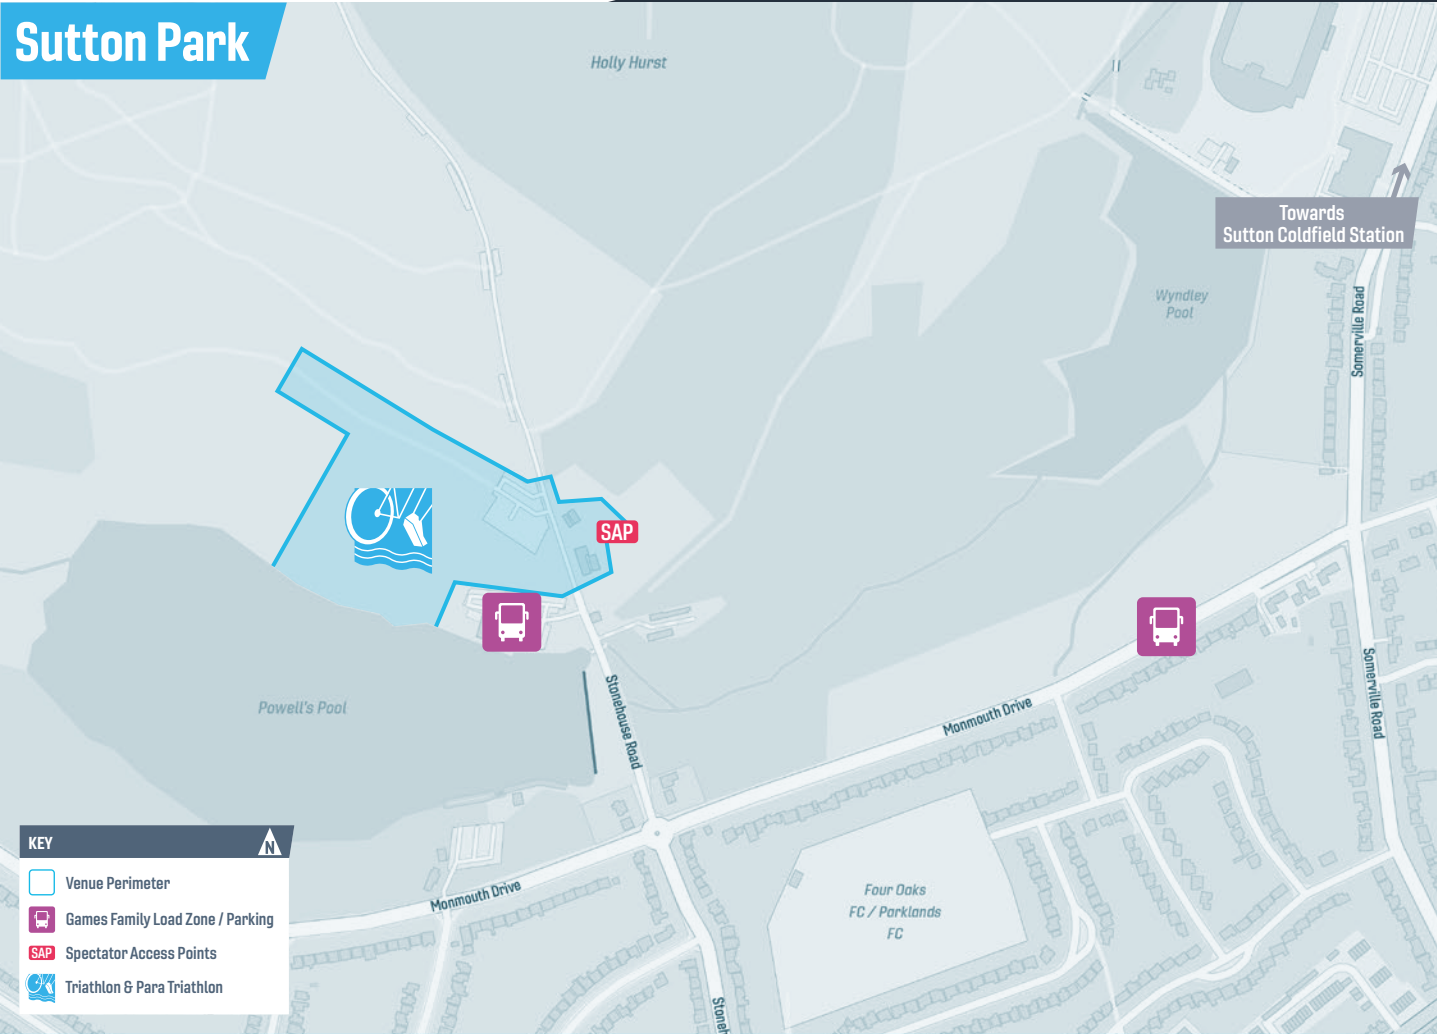 Sutton Park
Holly Hurst
Towards
Sutton Coldfield Station
Wyndley
Pool
Somerville Road
SAP
Powell's Pool
Stonehouse Road
Monmouth Drive
Somerville Road
Monmouth Drive
Four Oaks
FC / Parklands
FC
Stoneh
KEY
N
Venue Perimeter
Games Family Load Zone / Parking
SAP Spectator Access Points
Triathlon & Para Triathlon